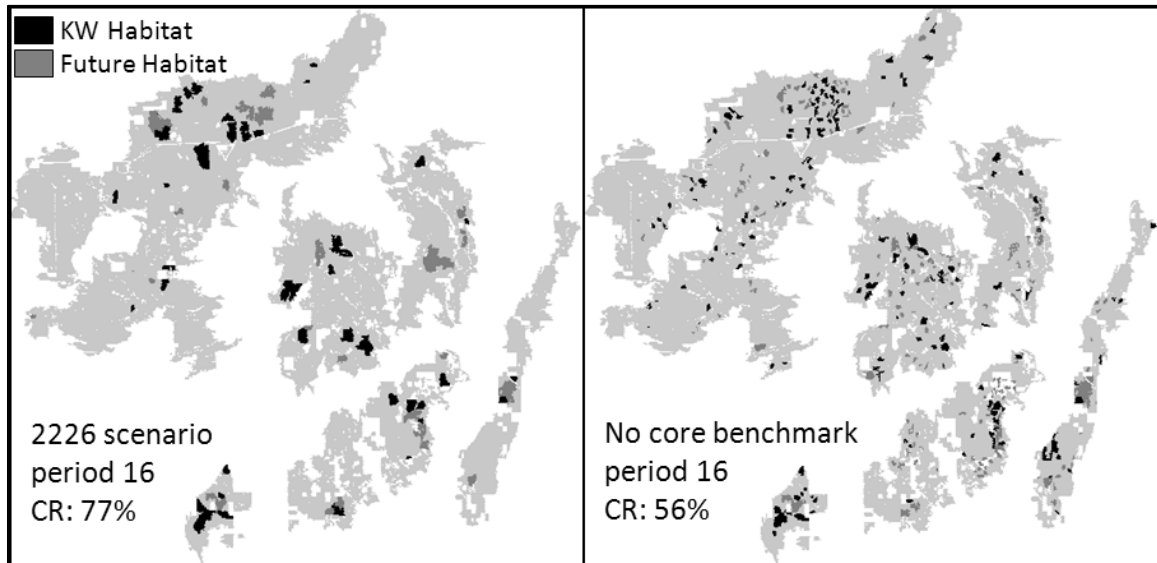 KW Habitat
Future Habitat
2226 scenario
period 16
CR: 77%
No core benchmark
period 16
CR: 56%